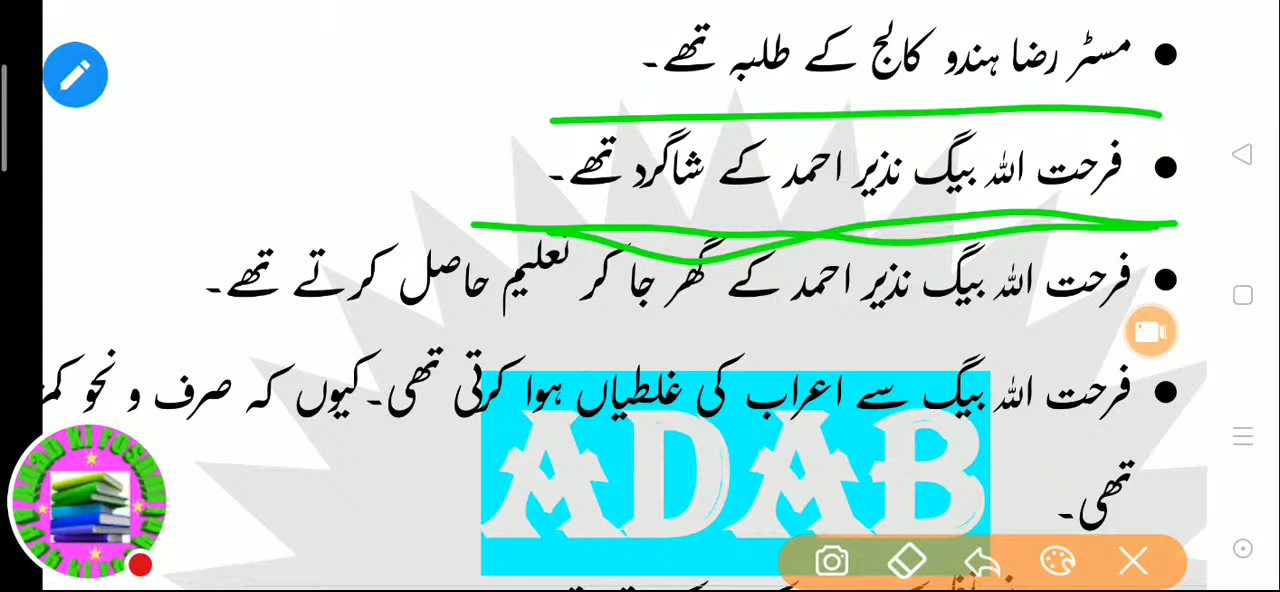 ● مسٹر رضا ہندو کالج کے طلبہ تھے۔
● فرحت اللہ بیگ نذیر احمد کے شاگرد تھے۔
● فرحت اللہ بیگ نذیر احمد کے گھر جا کر تعلیم حاصل کرتے تھے۔
● فرحت اللہ بیگ سے اعراب کی غلطیاں ہوا کرتی تھی۔ کیوں کہ صرف و نحو
تھی۔
ADAB